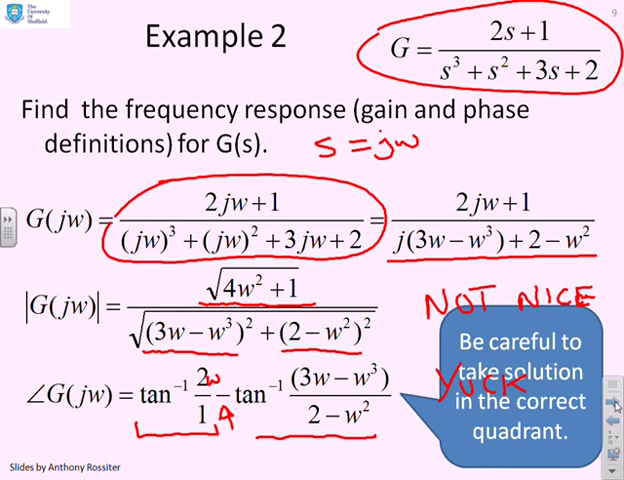 The University Of Sheffield.
9
Example 2
G = (2s + 1) / (s³ + s² + 3s + 2)
Find the frequency response (gain and phase
definitions) for G(s). s = jw
G(jw) = (2jw + 1) / ((jw)³ + (jw)² + 3jw + 2) = (2jw + 1) / (j(3w − w³) + 2 − w²)
|G(jw)| = √(4w² + 1) / √((3w − w³)² + (2 − w²)²)
NOT NICE
∠G(jw) = tan⁻¹ 2w/1 − tan⁻¹ (3w − w³)/(2 − w²)
YUCK
Be careful to
take solution
in the correct
quadrant.
Slides by Anthony Rossiter